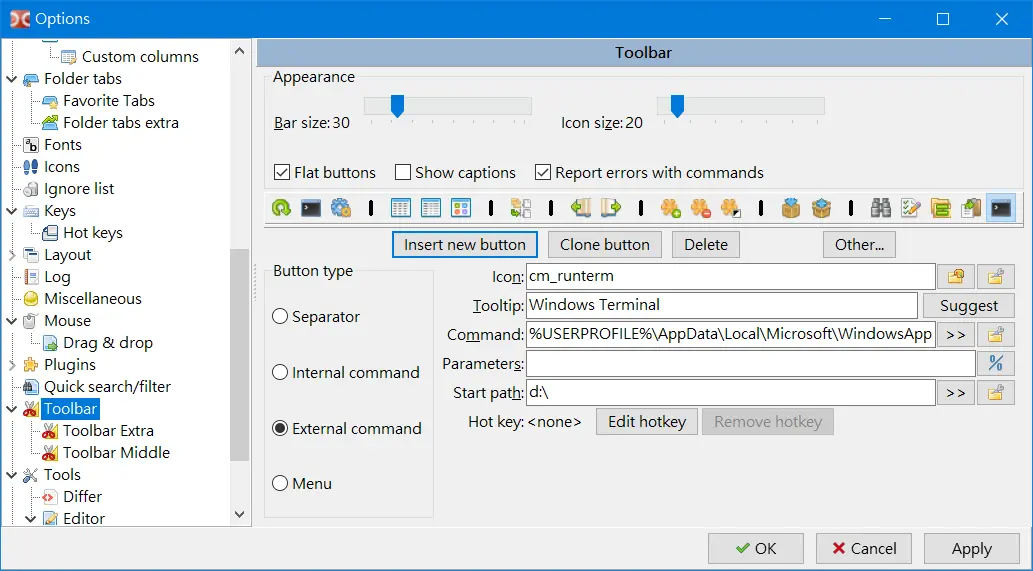 Options
Custom columns
Folder tabs
Favorite Tabs
Folder tabs extra
Fonts
Icons
Ignore list
Keys
Hot keys
Layout
Log
Miscellaneous
Mouse
Drag & drop
Plugins
Quick search/filter
Toolbar
Toolbar Extra
Toolbar Middle
Tools
Differ
Editor
Toolbar
Appearance
Bar size: 30
Icon size: 20
Flat buttons
Show captions
Report errors with commands
Insert new button
Clone button
Delete
Other...
Button type
Separator
Internal command
External command
Menu
Icon: cm_runterm
Tooltip: Windows Terminal Suggest
Command: %USERPROFILE%\AppData\Local\Microsoft\WindowsApp >>
Parameters: %
Start path: d:\ >>
Hot key: <none> Edit hotkey Remove hotkey
OK
Cancel
Apply